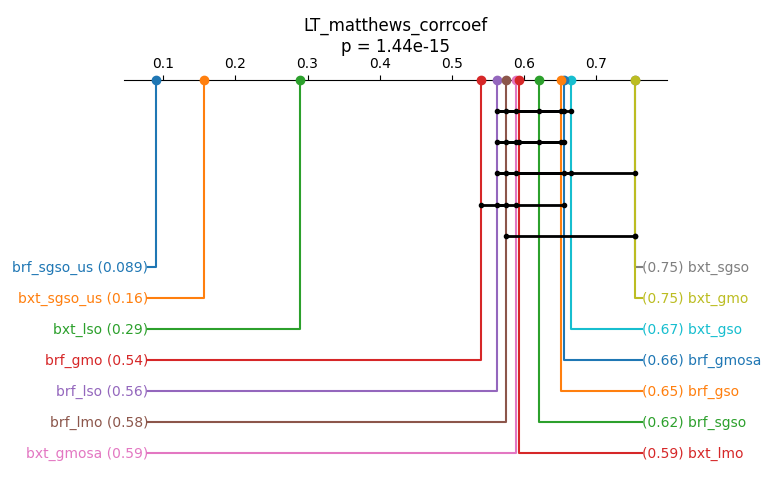 LT_matthews_corrcoef
p = 1.44e-15
0.1 0.2 0.3 0.4 0.5 0.6 0.7
brf_sgso_us (0.089) (0.75) bxt_sgso
bxt_sgso_us (0.16) (0.75) bxt_gmo
bxt_lso (0.29) (0.67) bxt_gso
brf_gmo (0.54) (0.66) brf_gmosa
brf_lso (0.56) (0.65) brf_gso
brf_lmo (0.58) (0.62) brf_sgso
bxt_gmosa (0.59) (0.59) bxt_lmo